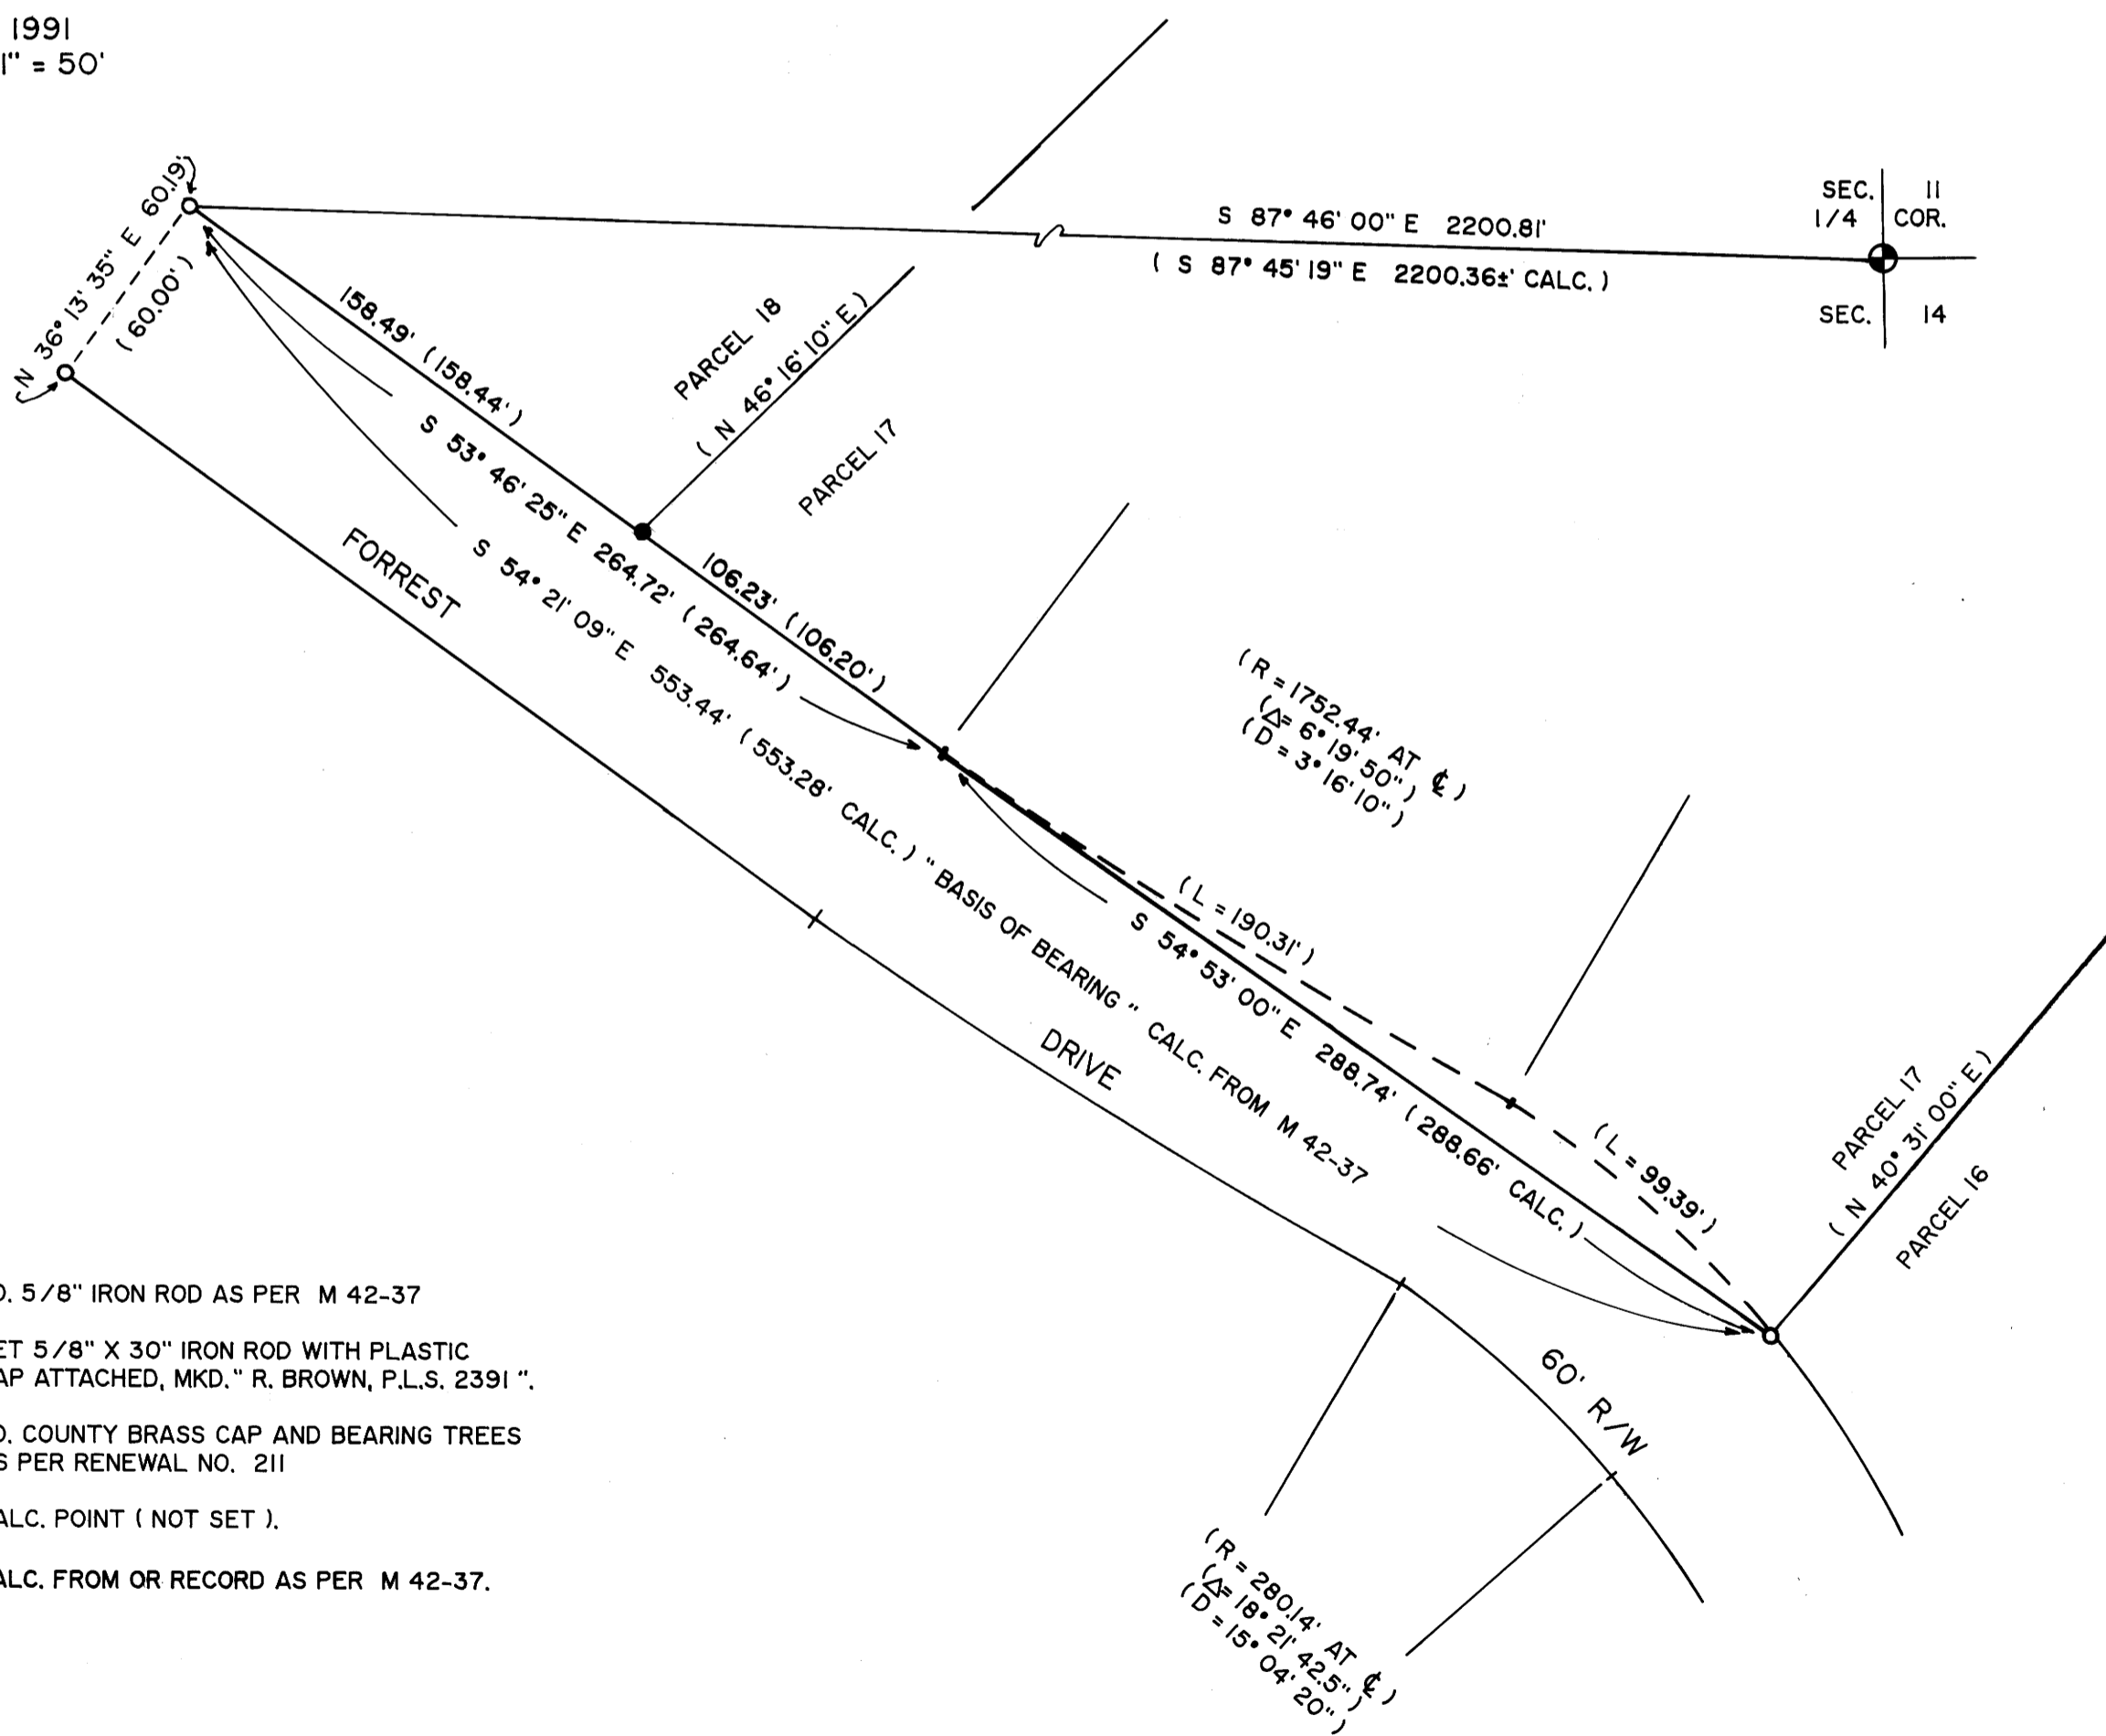 1991
1" = 50'
N 36° 13' 35" E 60.19'
( 60.00' )
S 87° 46' 00" E 2200.81'
( S 87° 45' 19" E 2200.36±' CALC. )
SEC. 11
1/4 COR.
SEC. 14
158.49' ( 158.44' )
PARCEL 18
( N 46° 16' 10" E )
PARCEL 17
S 53° 46' 25" E 264.72' ( 264.64' )
106.23' ( 106.20' )
S 54° 21' 09" E 553.44' ( 553.28' CALC. ) "BASIS OF BEARING" CALC. FROM M 42-37
FORREST
DRIVE
( R = 1752.44' AT ℄ )
( Δ= 6° 19' 50" )
( D = 3° 16' 10" )
( L = 190.31' )
S 54° 53' 00" E 288.74' ( 288.66' CALC. )
( L = 99.39' )
PARCEL 17
( N 40° 31' 00" E )
PARCEL 16
60' R/W
( R = 280.14' AT ℄ )
( Δ= 18° 21' 42.5" )
( D = 15° 04' 20" )
D. 5/8" IRON ROD AS PER M 42-37
ET 5/8" X 30" IRON ROD WITH PLASTIC
AP ATTACHED, MKD. " R. BROWN, P.L.S. 2391 ".
D. COUNTY BRASS CAP AND BEARING TREES
S PER RENEWAL NO. 211
ALC. POINT ( NOT SET ).
ALC. FROM OR RECORD AS PER M 42-37.